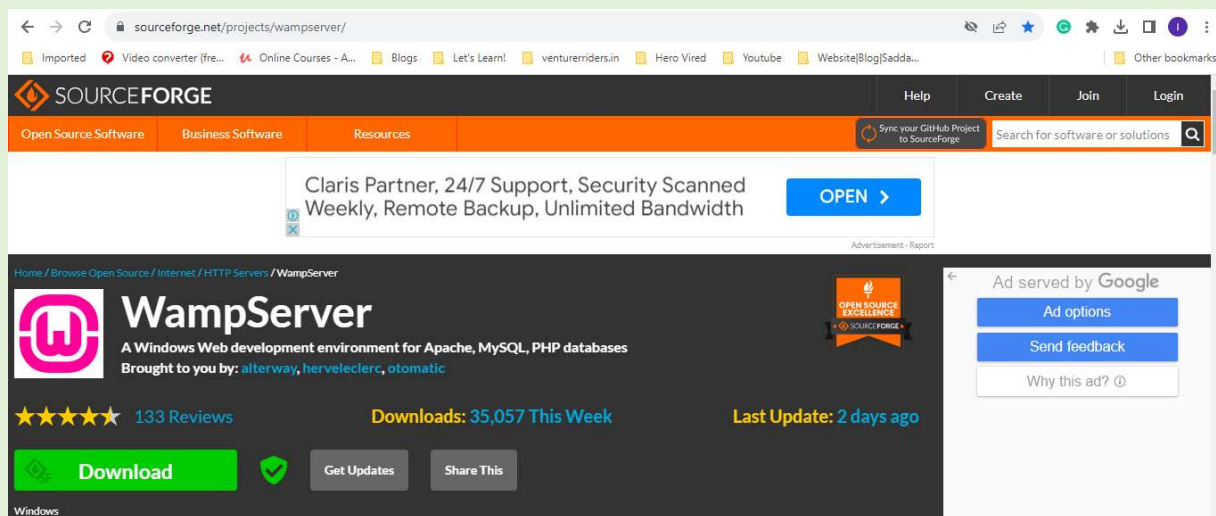 sourceforge.net/projects/wampserver/
I
Imported Video converter (fre... Online Courses - A... Blogs Let's Learn! venturerriders.in Hero Vired Youtube Website|Blog|Sadda... Other bookmarks
SOURCEFORGE Help Create Join Login
Open Source Software Business Software Resources Sync your GitHub Project
to SourceForge Search for software or solutions
Claris Partner, 24/7 Support, Security Scanned
Weekly, Remote Backup, Unlimited Bandwidth
OPEN >
Advertisement - Report
Home / Browse Open Source / Internet / HTTP Servers / WampServer
WampServer
A Windows Web development environment for Apache, MySQL, PHP databases
Brought to you by: alterway, herveleclerc, otomatic
OPEN SOURCE
EXCELLENCE
SOURCEFORGE
133 Reviews Downloads: 35,057 This Week Last Update: 2 days ago
Download Get Updates Share This
Windows
Ad served by Google
Ad options
Send feedback
Why this ad?